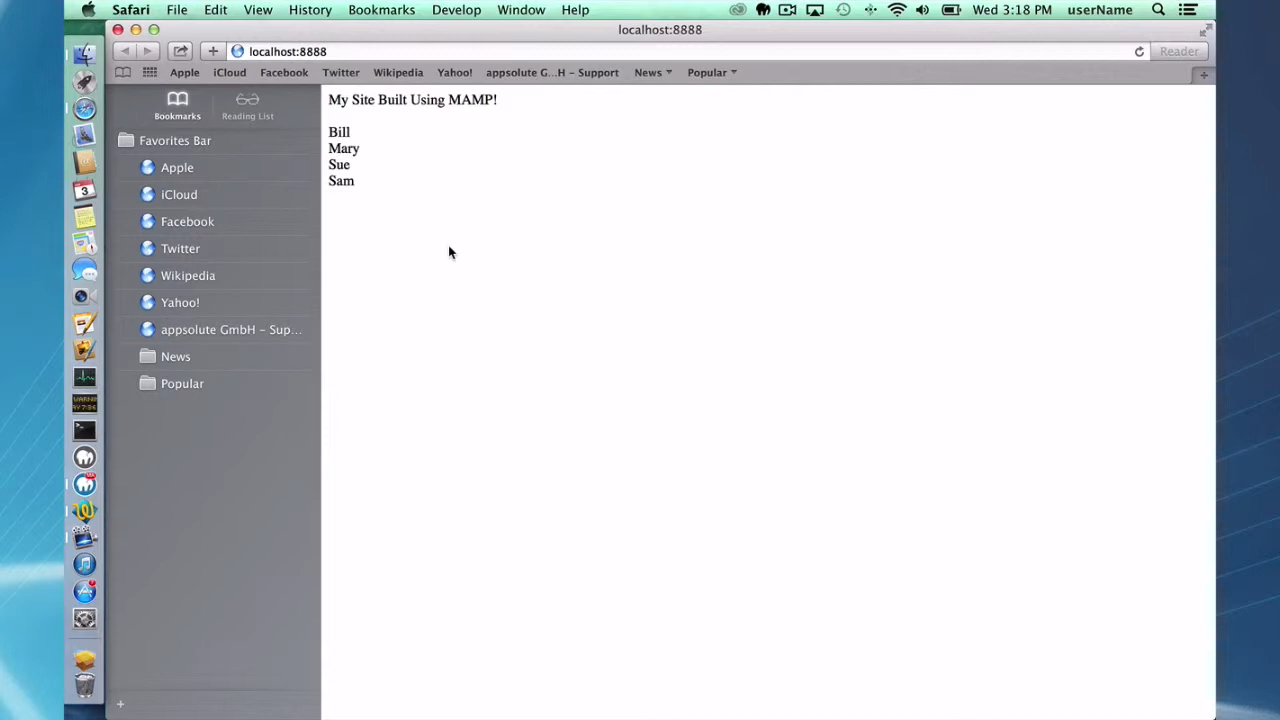 Safari File Edit View History Bookmarks Develop Window Help Wed 3:18 PM userName
localhost:8888
localhost:8888 Reader
Apple iCloud Facebook Twitter Wikipedia Yahoo! appsolute G...H – Support News Popular
Bookmarks Reading List
Favorites Bar
Apple
iCloud
Facebook
Twitter
Wikipedia
Yahoo!
appsolute GmbH – Sup...
News
Popular
My Site Built Using MAMP!
Bill
Mary
Sue
Sam
3